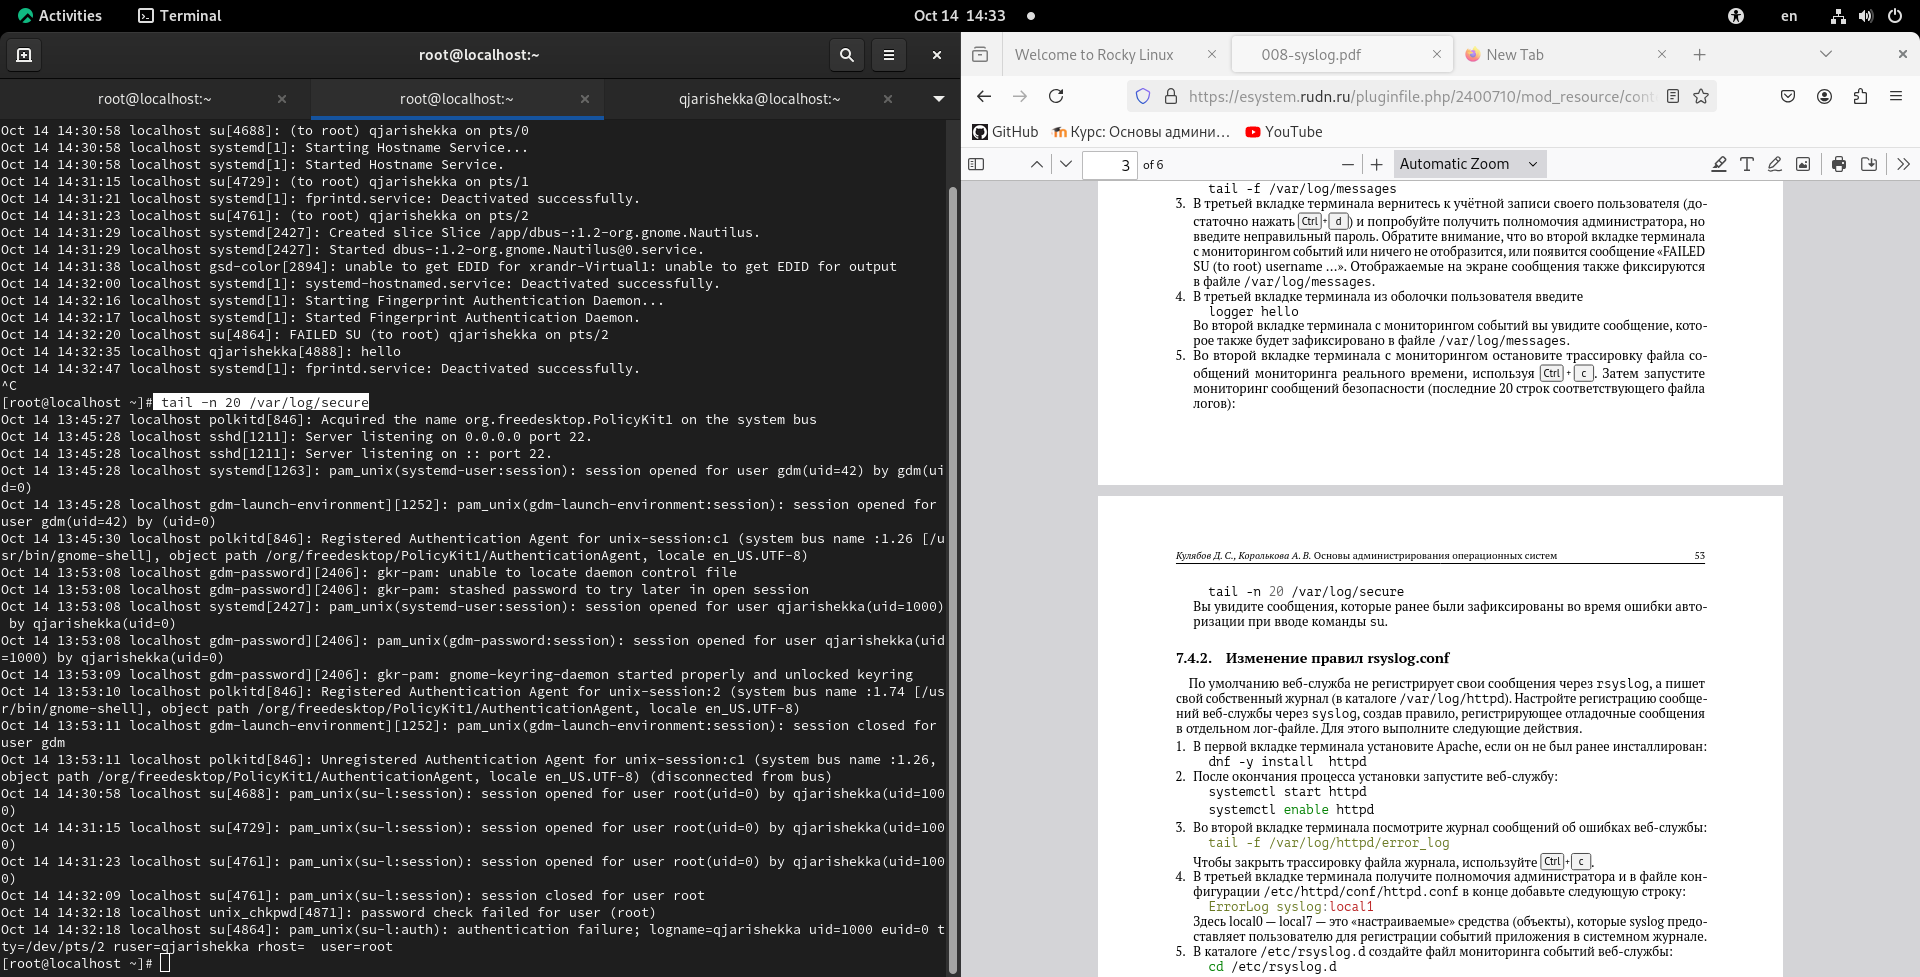 Activities
Terminal
Oct 14 14:33
en
root@localhost:~
root@localhost:~
root@localhost:~
qjarishekka@localhost:~
Oct 14 14:30:58 localhost su[4688]: (to root) qjarishekka on pts/0
Oct 14 14:30:58 localhost systemd[1]: Starting Hostname Service...
Oct 14 14:30:58 localhost systemd[1]: Started Hostname Service.
Oct 14 14:31:15 localhost su[4729]: (to root) qjarishekka on pts/1
Oct 14 14:31:21 localhost systemd[1]: fprintd.service: Deactivated successfully.
Oct 14 14:31:23 localhost su[4761]: (to root) qjarishekka on pts/2
Oct 14 14:31:29 localhost systemd[2427]: Created slice Slice /app/dbus-:1.2-org.gnome.Nautilus.
Oct 14 14:31:29 localhost systemd[2427]: Started dbus-:1.2-org.gnome.Nautilus@0.service.
Oct 14 14:31:38 localhost gsd-color[2894]: unable to get EDID for xrandr-Virtual1: unable to get EDID for output
Oct 14 14:32:00 localhost systemd[1]: systemd-hostnamed.service: Deactivated successfully.
Oct 14 14:32:16 localhost systemd[1]: Starting Fingerprint Authentication Daemon...
Oct 14 14:32:17 localhost systemd[1]: Started Fingerprint Authentication Daemon.
Oct 14 14:32:20 localhost su[4864]: FAILED SU (to root) qjarishekka on pts/2
Oct 14 14:32:35 localhost qjarishekka[4888]: hello
Oct 14 14:32:47 localhost systemd[1]: fprintd.service: Deactivated successfully.
^C
[root@localhost ~]# tail -n 20 /var/log/secure
Oct 14 13:45:27 localhost polkitd[846]: Acquired the name org.freedesktop.PolicyKit1 on the system bus
Oct 14 13:45:28 localhost sshd[1211]: Server listening on 0.0.0.0 port 22.
Oct 14 13:45:28 localhost sshd[1211]: Server listening on :: port 22.
Oct 14 13:45:28 localhost systemd[1263]: pam_unix(systemd-user:session): session opened for user gdm(uid=42) by gdm(ui
d=0)
Oct 14 13:45:28 localhost gdm-launch-environment][1252]: pam_unix(gdm-launch-environment:session): session opened for
user gdm(uid=42) by (uid=0)
Oct 14 13:45:30 localhost polkitd[846]: Registered Authentication Agent for unix-session:c1 (system bus name :1.26 [/u
sr/bin/gnome-shell], object path /org/freedesktop/PolicyKit1/AuthenticationAgent, locale en_US.UTF-8)
Oct 14 13:53:08 localhost gdm-password][2406]: gkr-pam: unable to locate daemon control file
Oct 14 13:53:08 localhost gdm-password][2406]: gkr-pam: stashed password to try later in open session
Oct 14 13:53:08 localhost systemd[2427]: pam_unix(systemd-user:session): session opened for user qjarishekka(uid=1000)
by qjarishekka(uid=0)
Oct 14 13:53:08 localhost gdm-password][2406]: pam_unix(gdm-password:session): session opened for user qjarishekka(uid
=1000) by qjarishekka(uid=0)
Oct 14 13:53:09 localhost gdm-password][2406]: gkr-pam: gnome-keyring-daemon started properly and unlocked keyring
Oct 14 13:53:10 localhost polkitd[846]: Registered Authentication Agent for unix-session:2 (system bus name :1.74 [/us
r/bin/gnome-shell], object path /org/freedesktop/PolicyKit1/AuthenticationAgent, locale en_US.UTF-8)
Oct 14 13:53:11 localhost gdm-launch-environment][1252]: pam_unix(gdm-launch-environment:session): session closed for
user gdm
Oct 14 13:53:11 localhost polkitd[846]: Unregistered Authentication Agent for unix-session:c1 (system bus name :1.26,
object path /org/freedesktop/PolicyKit1/AuthenticationAgent, locale en_US.UTF-8) (disconnected from bus)
Oct 14 14:30:58 localhost su[4688]: pam_unix(su-l:session): session opened for user root(uid=0) by qjarishekka(uid=100
0)
Oct 14 14:31:15 localhost su[4729]: pam_unix(su-l:session): session opened for user root(uid=0) by qjarishekka(uid=100
0)
Oct 14 14:31:23 localhost su[4761]: pam_unix(su-l:session): session opened for user root(uid=0) by qjarishekka(uid=100
0)
Oct 14 14:32:09 localhost su[4761]: pam_unix(su-l:session): session closed for user root
Oct 14 14:32:18 localhost unix_chkpwd[4871]: password check failed for user (root)
Oct 14 14:32:18 localhost su[4864]: pam_unix(su-l:auth): authentication failure; logname=qjarishekka uid=1000 euid=0 t
ty=/dev/pts/2 ruser=qjarishekka rhost=  user=root
[root@localhost ~]#
Welcome to Rocky Linux
008-syslog.pdf
New Tab
https://esystem.rudn.ru/pluginfile.php/2400710/mod_resource/cont
GitHub
Курс: Основы админи...
YouTube
3 of 6
Automatic Zoom
tail -f /var/log/messages
3. В третьей вкладке терминала вернитесь к учётной записи своего пользователя (до-
статочно нажать Ctrl + d ) и попробуйте получить полномочия администратора, но
введите неправильный пароль. Обратите внимание, что во второй вкладке терминала
с мониторингом событий или ничего не отобразится, или появится сообщение «FAILED
SU (to root) username ...». Отображаемые на экране сообщения также фиксируются
в файле /var/log/messages.
4. В третьей вкладке терминала из оболочки пользователя введите
logger hello
Во второй вкладке терминала с мониторингом событий вы увидите сообщение, кото-
рое также будет зафиксировано в файле /var/log/messages.
5. Во второй вкладке терминала с мониторингом остановите трассировку файла со-
общений мониторинга реального времени, используя Ctrl + c . Затем запустите
мониторинг сообщений безопасности (последние 20 строк соответствующего файла
логов):
Кулябов Д. С., Королькова А. В. Основы администрирования операционных систем 53
tail -n 20 /var/log/secure
Вы увидите сообщения, которые ранее были зафиксированы во время ошибки авто-
ризации при вводе команды su.
7.4.2. Изменение правил rsyslog.conf
По умолчанию веб-служба не регистрирует свои сообщения через rsyslog, а пишет
свой собственный журнал (в каталоге /var/log/httpd). Настройте регистрацию сообще-
ний веб-службы через syslog, создав правило, регистрирующее отладочные сообщения
в отдельном лог-файле. Для этого выполните следующие действия.
1. В первой вкладке терминала установите Apache, если он не был ранее инсталлирован:
dnf -y install  httpd
2. После окончания процесса установки запустите веб-службу:
systemctl start httpd
systemctl enable httpd
3. Во второй вкладке терминала посмотрите журнал сообщений об ошибках веб-службы:
tail -f /var/log/httpd/error_log
Чтобы закрыть трассировку файла журнала, используйте Ctrl + c .
4. В третьей вкладке терминала получите полномочия администратора и в файле кон-
фигурации /etc/httpd/conf/httpd.conf в конце добавьте следующую строку:
ErrorLog syslog:local1
Здесь local0 — local7 — это «настраиваемые» средства (объекты), которые syslog предо-
ставляет пользователю для регистрации событий приложения в системном журнале.
5. В каталоге /etc/rsyslog.d создайте файл мониторинга событий веб-службы:
cd /etc/rsyslog.d